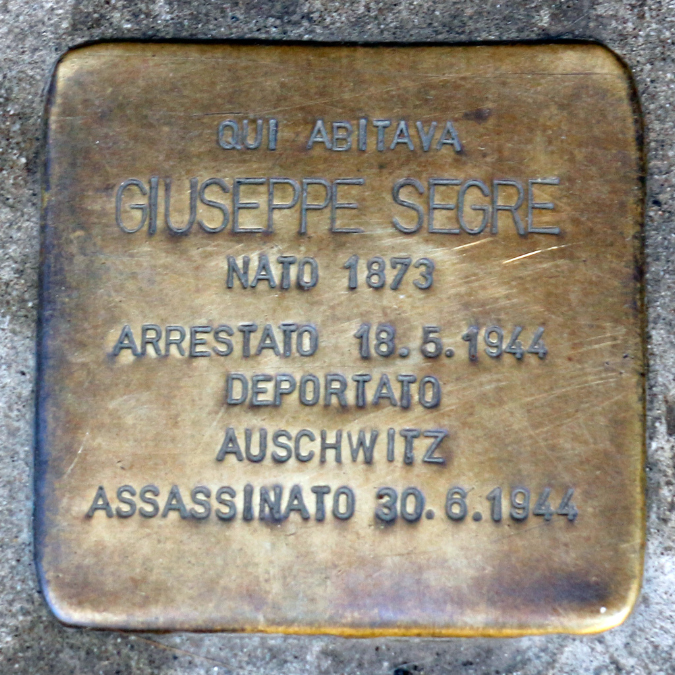 QUI ABITAVA
GIUSEPPE SEGRE
NATO 1873
ARRESTATO 18.5.1944
DEPORTATO
AUSCHWITZ
ASSASSINATO 30.6.1944